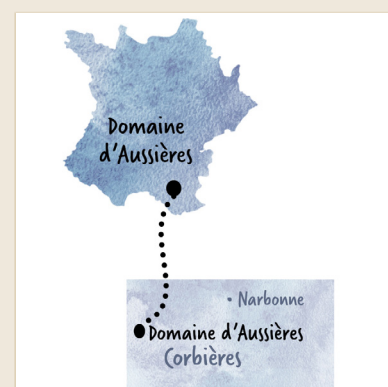 Domaine
d'Aussières
• Narbonne
Domaine d'Aussières
Corbières